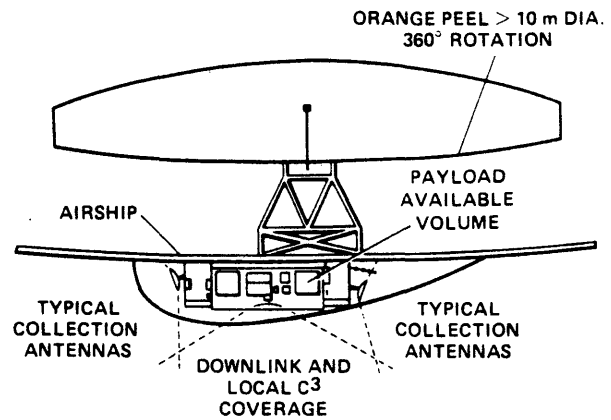 ORANGE PEEL > 10 m DIA.
360° ROTATION
PAYLOAD
AVAILABLE
VOLUME
AIRSHIP
TYPICAL
COLLECTION
ANTENNAS
TYPICAL
COLLECTION
ANTENNAS
DOWNLINK AND
LOCAL C³
COVERAGE